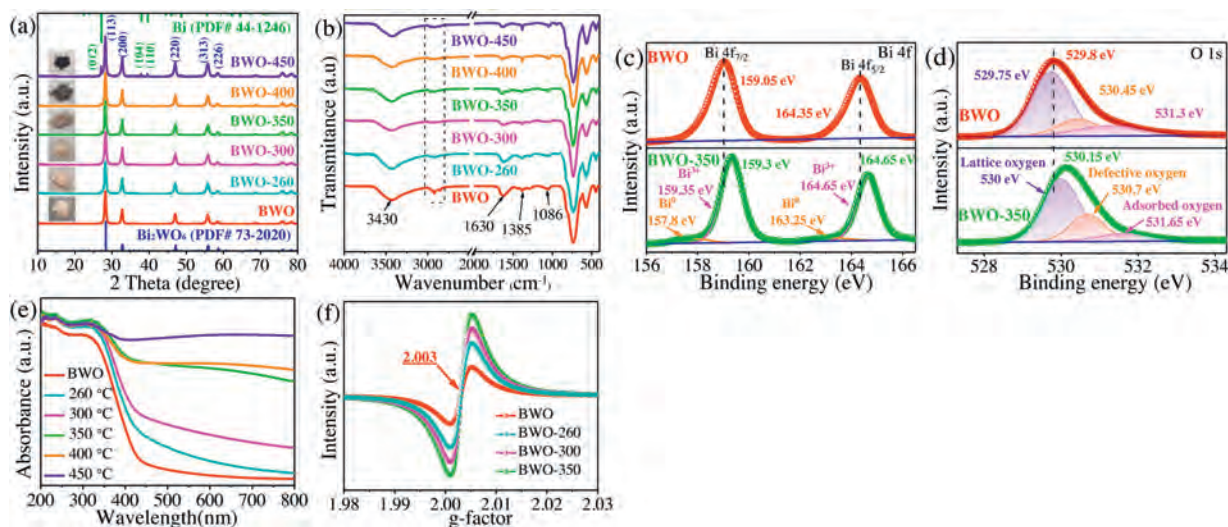 (a)
Bi (PDF# 44-1246)
(012)
(113)
(200)
(104)
(110)
(220)
(313)
(226)
BWO-450
BWO-400
BWO-350
BWO-300
BWO-260
BWO
Bi₂WO₆ (PDF# 73-2020)
Intensity (a.u.)
10 20 30 40 50 60 70 80
2 Theta (degree)
(b)
BWO-450
BWO-400
BWO-350
BWO-300
BWO-260
BWO
3430
1630
1385
1086
Transmitance (a.u)
4000 3500 3000 2500 2000 1500 1000 500
Wavenumber (cm⁻¹)
(c)
Bi 4f₇/₂
Bi 4f
Bi 4f₅/₂
BWO
159.05 eV
164.35 eV
BWO-350
159.3 eV
164.65 eV
Bi³⁺
159.35 eV
Bi³⁺
164.65 eV
Bi⁰
157.8 eV
Bi⁰
163.25 eV
Intensity (a.u.)
156 160 162 164 166
Binding energy (eV)
(d)
O 1s
529.8 eV
529.75 eV
530.45 eV
531.3 eV
BWO
Lattice oxygen
530 eV
530.15 eV
Defective oxygen
530.7 eV
Adsorbed oxygen
531.65 eV
BWO-350
Intensity (a.u.)
528 530 532 534
Binding energy (eV)
(e)
BWO
260 °C
300 °C
350 °C
400 °C
450 °C
Absorbance (a.u.)
200 300 400 500 600 700 800
Wavelength(nm)
(f)
2.003
BWO
BWO-260
BWO-300
BWO-350
Intensity (a.u.)
1.98 1.99 2.00 2.01 2.02 2.03
g-factor